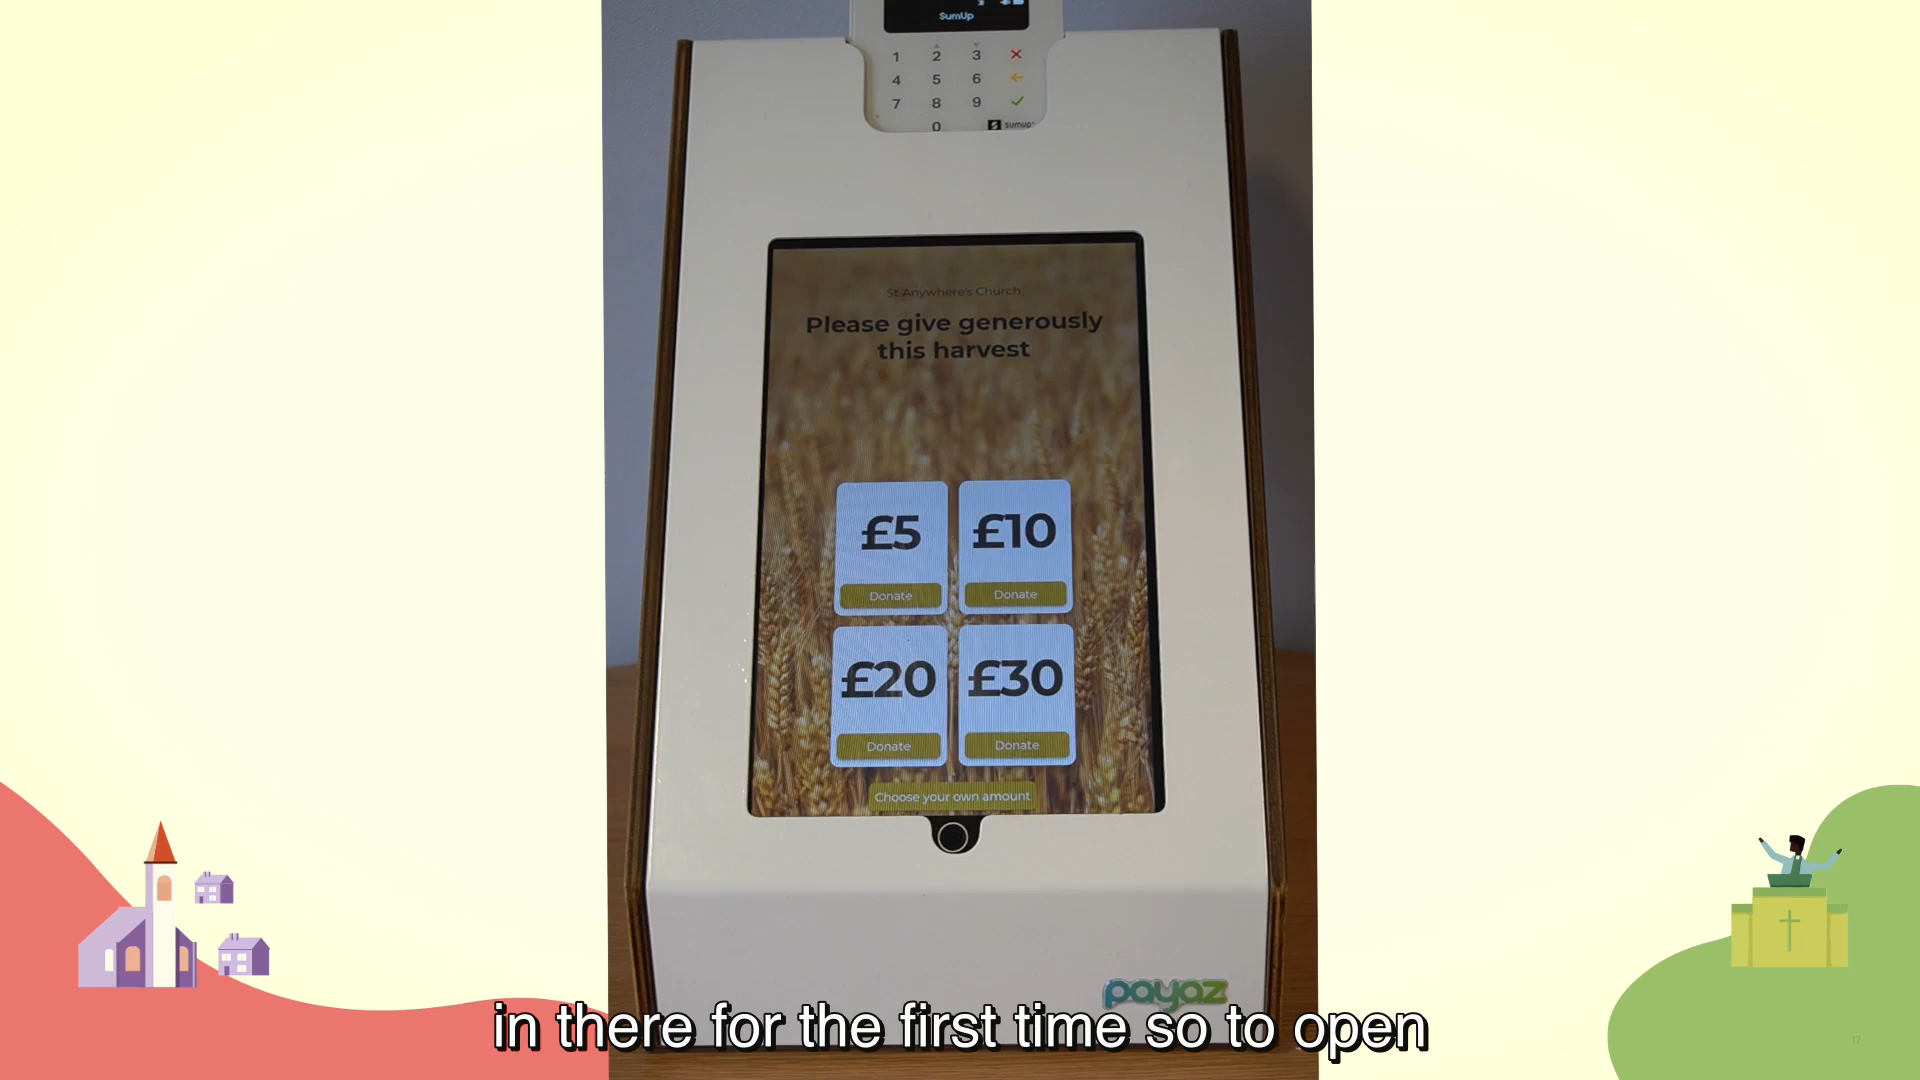 SumUp
1 2 3
4 5 6
7 8 9
0
sumup
St Anywhere's Church
Please give generously
this harvest
£5
£10
Donate
Donate
£20
£30
Donate
Donate
Choose your own amount
payaz
in there for the first time so to open
17